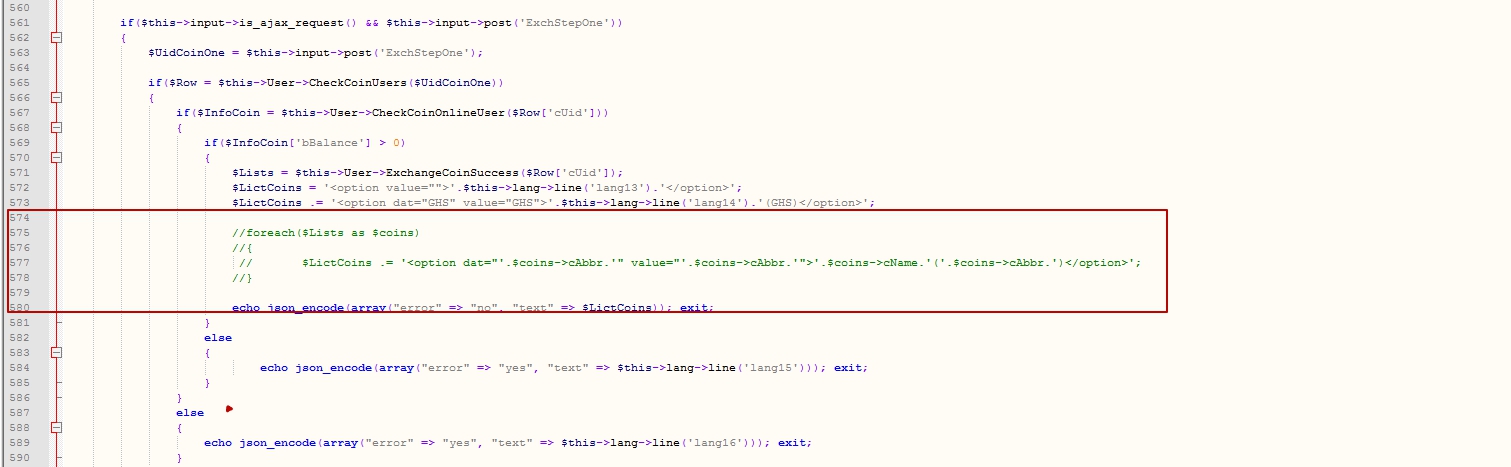 560
561 if($this->input->is_ajax_request() && $this->input->post('ExchStepOne'))
562 {
563 $UidCoinOne = $this->input->post('ExchStepOne');
564
565 if($Row = $this->User->CheckCoinUsers($UidCoinOne))
566 {
567 if($InfoCoin = $this->User->CheckCoinOnlineUser($Row['cUid']))
568 {
569 if($InfoCoin['bBalance'] > 0)
570 {
571 $Lists = $this->User->ExchangeCoinSuccess($Row['cUid']);
572 $LictCoins = '<option value="">'.$this->lang->line('lang13').'</option>';
573 $LictCoins .= '<option dat="GHS" value="GHS">'.$this->lang->line('lang14').'(GHS)</option>';
574
575 //foreach($Lists as $coins)
576 //{
577 // $LictCoins .= '<option dat="'.$coins->cAbbr.'" value="'.$coins->cAbbr.'">'.$coins->cName.'('.$coins->cAbbr.')</option>';
578 //}
579
580 echo json_encode(array("error" => "no", "text" => $LictCoins)); exit;
581 }
582 else
583 {
584 echo json_encode(array("error" => "yes", "text" => $this->lang->line('lang15'))); exit;
585 }
586 }
587 else
588 {
589 echo json_encode(array("error" => "yes", "text" => $this->lang->line('lang16'))); exit;
590 }